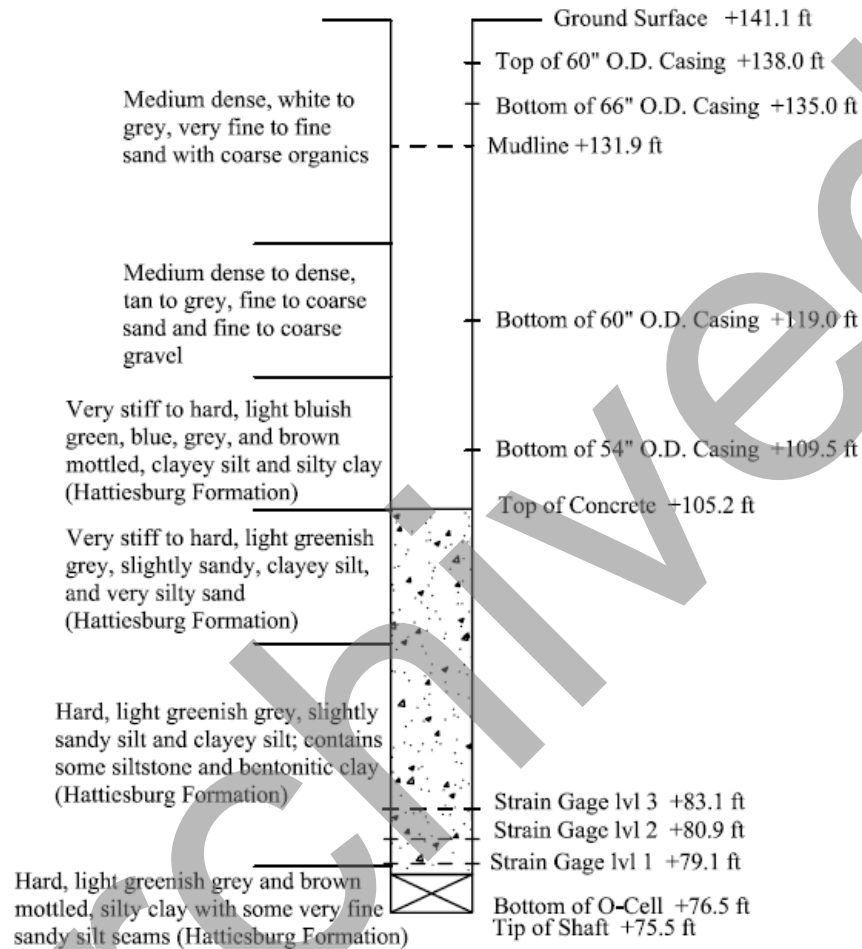 Ground Surface +141.1 ft
Top of 60" O.D. Casing +138.0 ft
Medium dense, white to
grey, very fine to fine
sand with coarse organics
Bottom of 66" O.D. Casing +135.0 ft
Mudline +131.9 ft
Medium dense to dense,
tan to grey, fine to coarse
sand and fine to coarse
gravel
Bottom of 60" O.D. Casing +119.0 ft
Very stiff to hard, light bluish
green, blue, grey, and brown
mottled, clayey silt and silty clay
(Hattiesburg Formation)
Bottom of 54" O.D. Casing +109.5 ft
Top of Concrete +105.2 ft
Very stiff to hard, light greenish
grey, slightly sandy, clayey silt,
and very silty sand
(Hattiesburg Formation)
Hard, light greenish grey, slightly
sandy silt and clayey silt; contains
some siltstone and bentonitic clay
(Hattiesburg Formation)
Strain Gage lvl 3 +83.1 ft
Strain Gage lvl 2 +80.9 ft
Strain Gage lvl 1 +79.1 ft
Hard, light greenish grey and brown
mottled, silty clay with some very fine
sandy silt seams (Hattiesburg Formation)
Bottom of O-Cell +76.5 ft
Tip of Shaft +75.5 ft